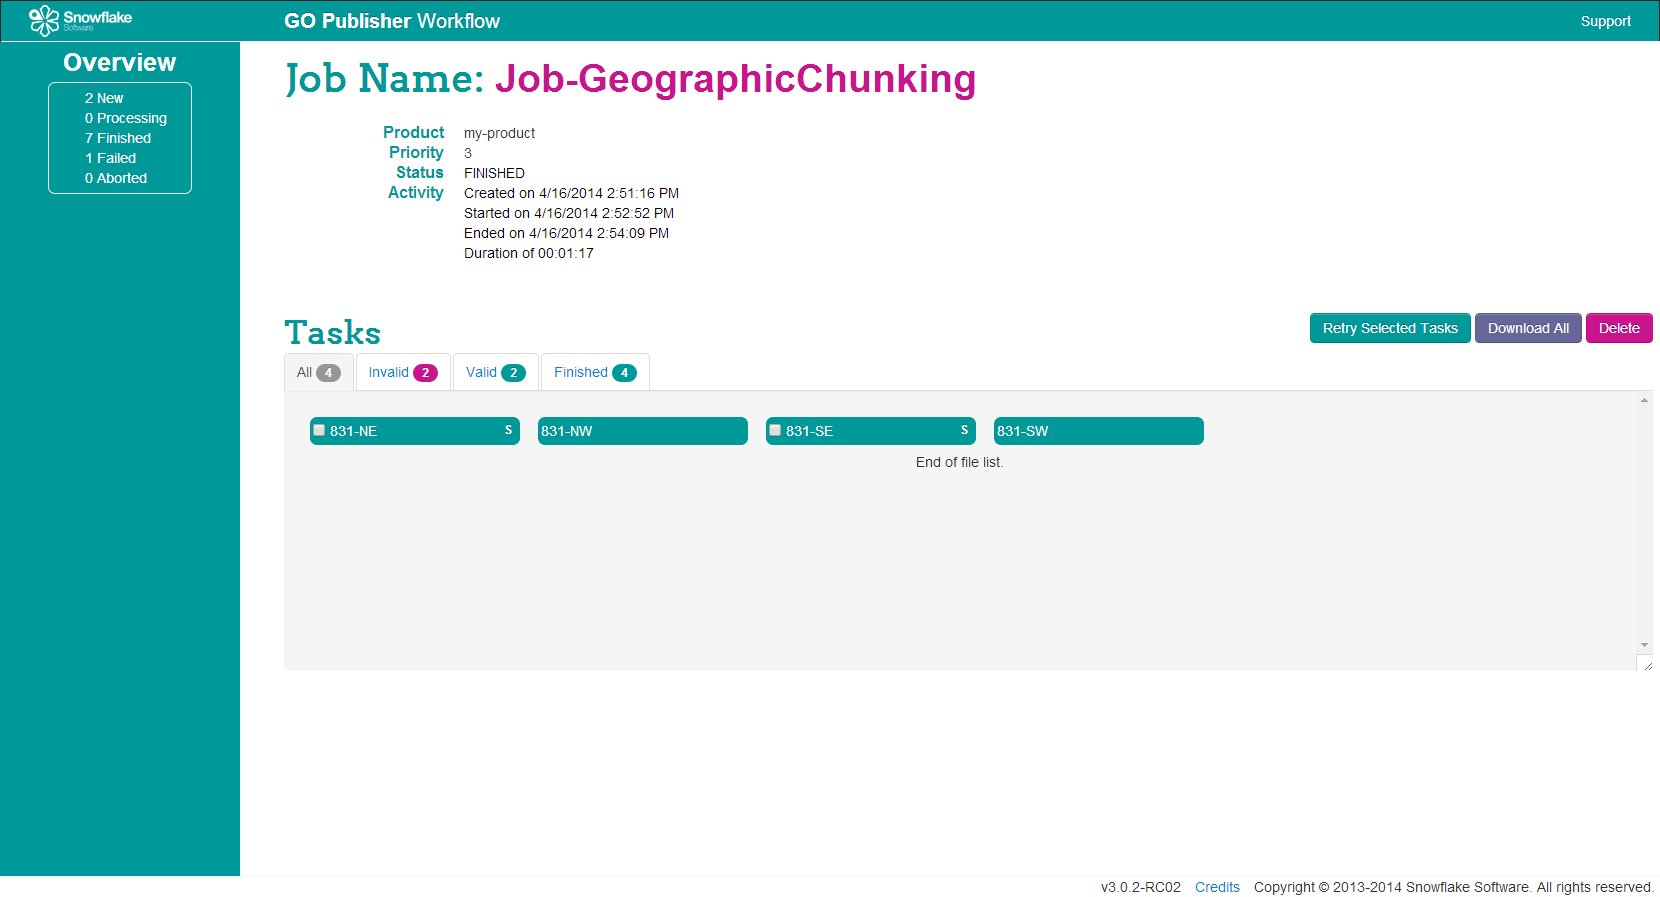 Snowflake
Software
GO Publisher Workflow
Support
Overview
2 New
0 Processing
7 Finished
1 Failed
0 Aborted
Job Name: Job-GeographicChunking
Product my-product
Priority 3
Status FINISHED
Activity Created on 4/16/2014 2:51:16 PM
Started on 4/16/2014 2:52:52 PM
Ended on 4/16/2014 2:54:09 PM
Duration of 00:01:17
Tasks
Retry Selected Tasks Download All Delete
All 4 Invalid 2 Valid 2 Finished 4
831-NE S 831-NW 831-SE S 831-SW
End of file list.
v3.0.2-RC02 Credits Copyright © 2013-2014 Snowflake Software. All rights reserved.